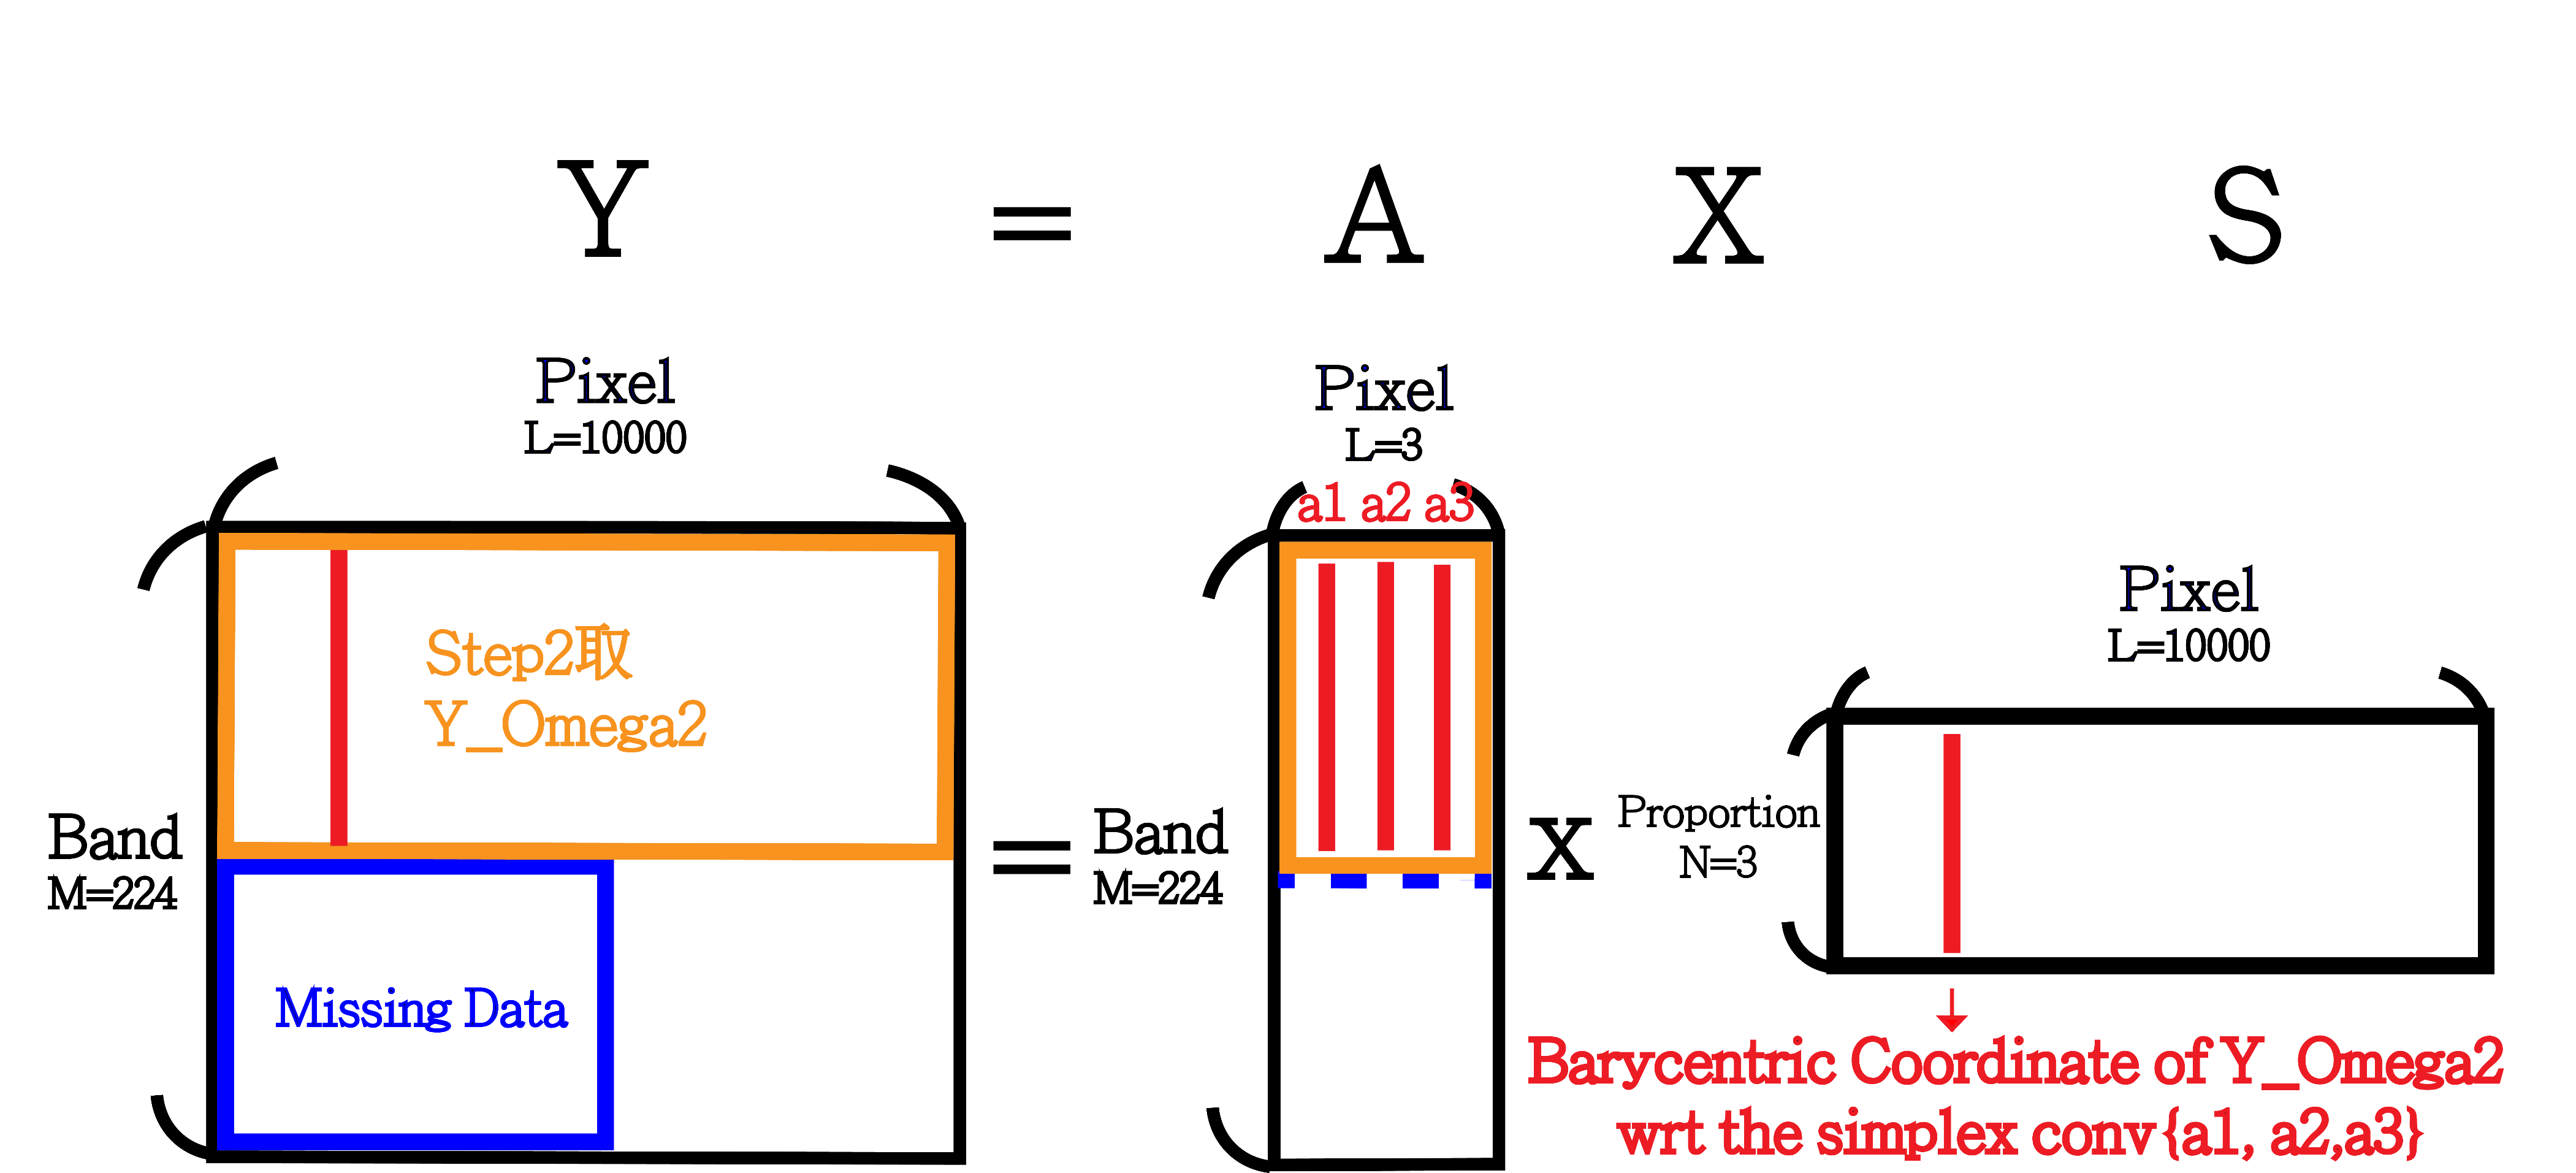 Y = A X S
Pixel
L=10000
Pixel
L=3
a1 a2 a3
Pixel
L=10000
Step2取
Y_Omega2
Band
M=224
=
Band
M=224
x
Proportion
N=3
Missing Data
↓
Barycentric Coordinate of Y_Omega2
wrt the simplex conv{a1, a2,a3}